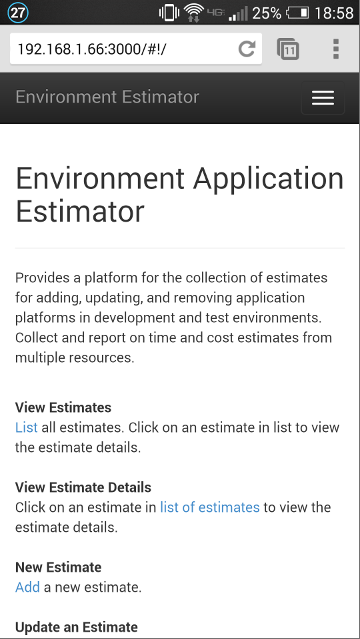 27 4G 25% 18:58
192.168.1.66:3000/#!/ 11
Environment Estimator
Environment Application
Estimator
Provides a platform for the collection of estimates
for adding, updating, and removing application
platforms in development and test environments.
Collect and report on time and cost estimates from
multiple resources.
View Estimates
List all estimates. Click on an estimate in list to view
the estimate details.
View Estimate Details
Click on an estimate in list of estimates to view the
estimate details.
New Estimate
Add a new estimate.
Update an Estimate